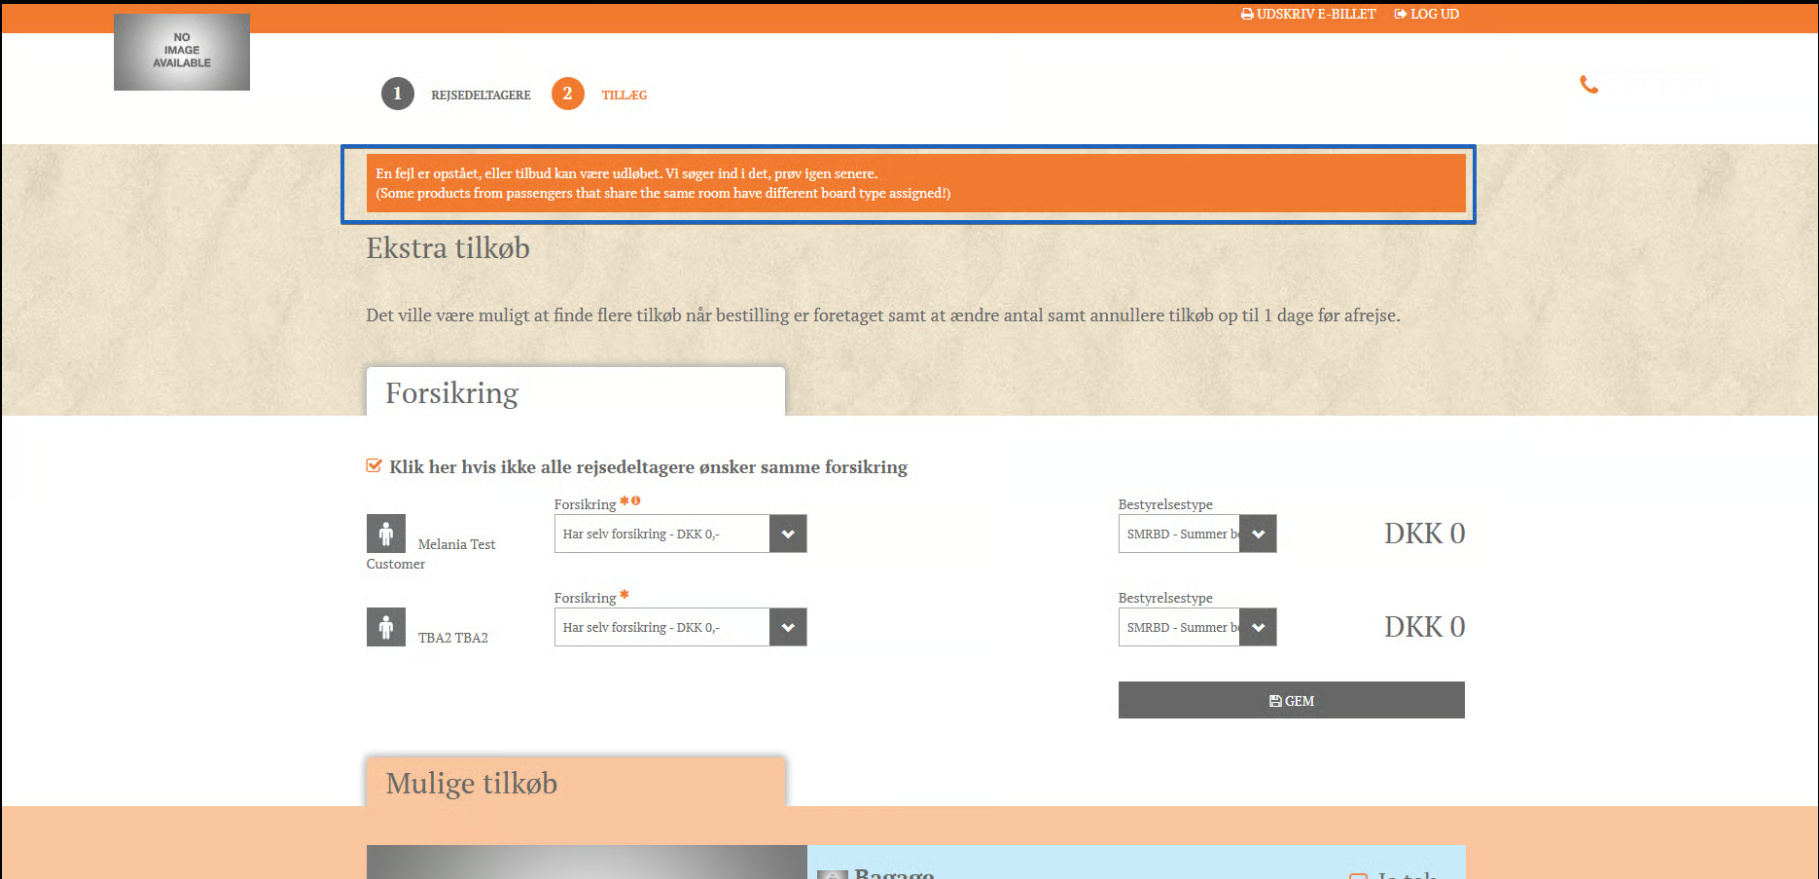 UDSKRIV E-BILLET LOG UD
NO
IMAGE
AVAILABLE
1 REJSEDELTAGERE 2 TILLÆG
En fejl er opstået, eller tilbud kan være udløbet. Vi søger ind i det, prøv igen senere.
(Some products from passengers that share the same room have different board type assigned!)
Ekstra tilkøb
Det ville være muligt at finde flere tilkøb når bestilling er foretaget samt at ændre antal samt annullere tilkøb op til 1 dage før afrejse.
Forsikring
Klik her hvis ikke alle rejsedeltagere ønsker samme forsikring
Forsikring * Bestyrelsestype
Har selv forsikring - DKK 0,- SMRBD - Summer DKK 0
Melania Test
Customer
Forsikring * Bestyrelsestype
Har selv forsikring - DKK 0,- SMRBD - Summer DKK 0
TBA2 TBA2
GEM
Mulige tilkøb
Bagage